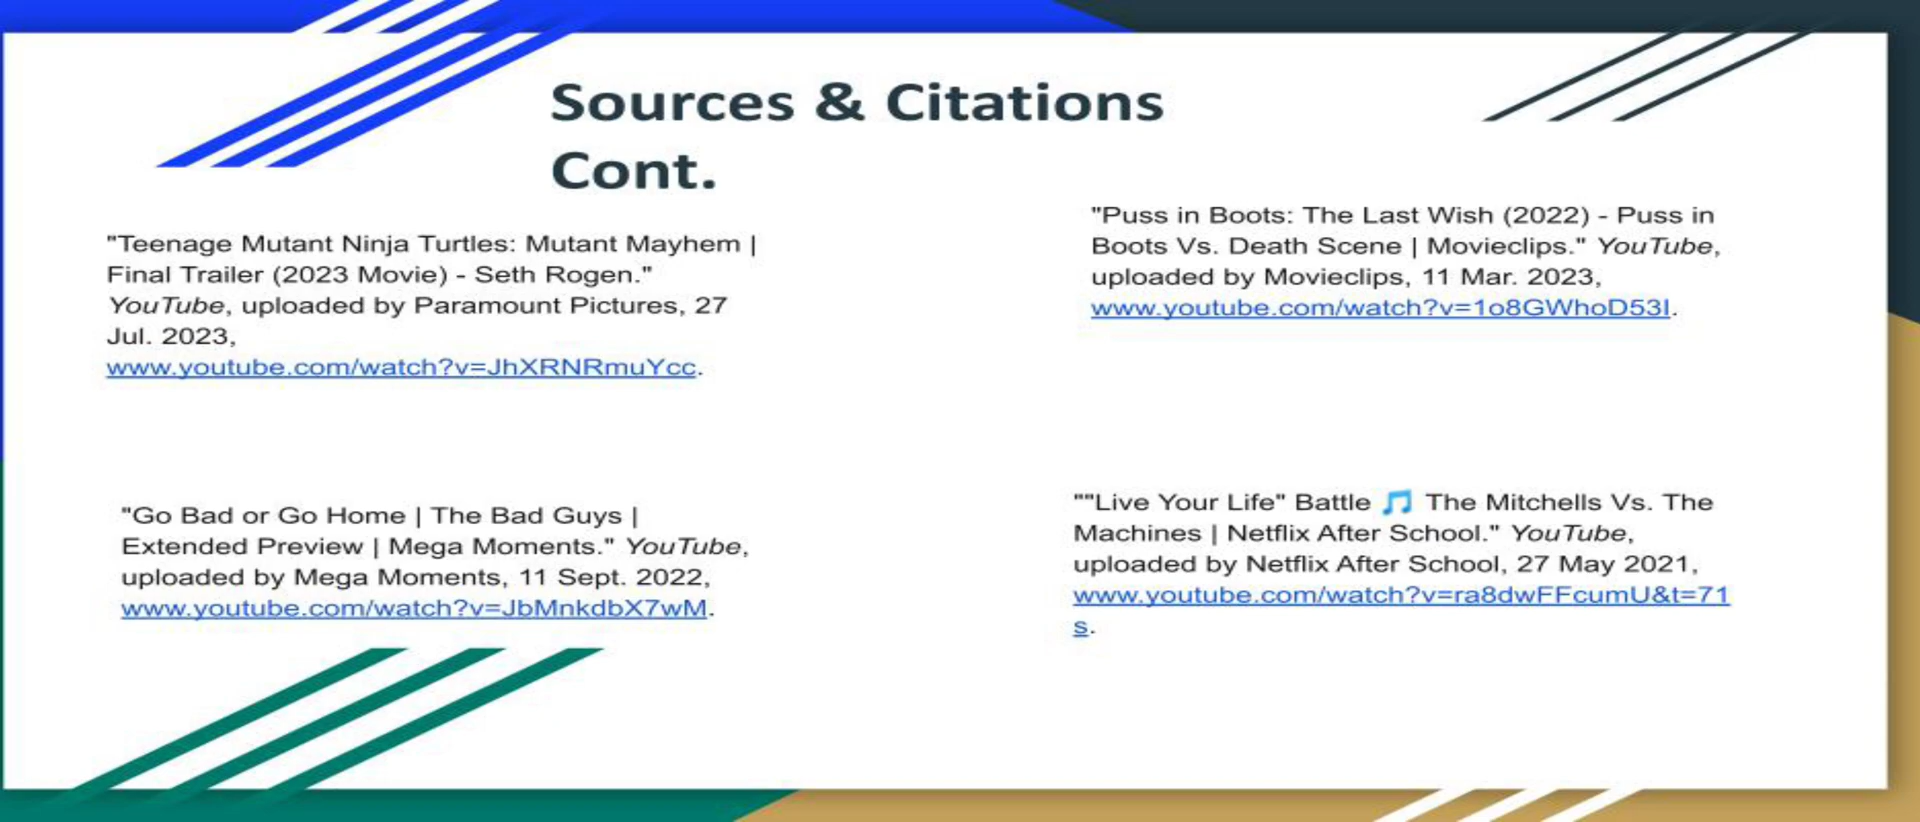 Sources & Citations
Cont.
"Teenage Mutant Ninja Turtles: Mutant Mayhem |
Final Trailer (2023 Movie) - Seth Rogen."
YouTube, uploaded by Paramount Pictures, 27
Jul. 2023,
www.youtube.com/watch?v=JhXRNRmuYcc.
"Puss in Boots: The Last Wish (2022) - Puss in
Boots Vs. Death Scene | Movieclips." YouTube,
uploaded by Movieclips, 11 Mar. 2023,
www.youtube.com/watch?v=1o8GWhoD53I.
"Go Bad or Go Home | The Bad Guys |
Extended Preview | Mega Moments." YouTube,
uploaded by Mega Moments, 11 Sept. 2022,
www.youtube.com/watch?v=JbMnkdbX7wM.
""Live Your Life" Battle 🎵 The Mitchells Vs. The
Machines | Netflix After School." YouTube,
uploaded by Netflix After School, 27 May 2021,
www.youtube.com/watch?v=ra8dwFFcumU&t=71
s.